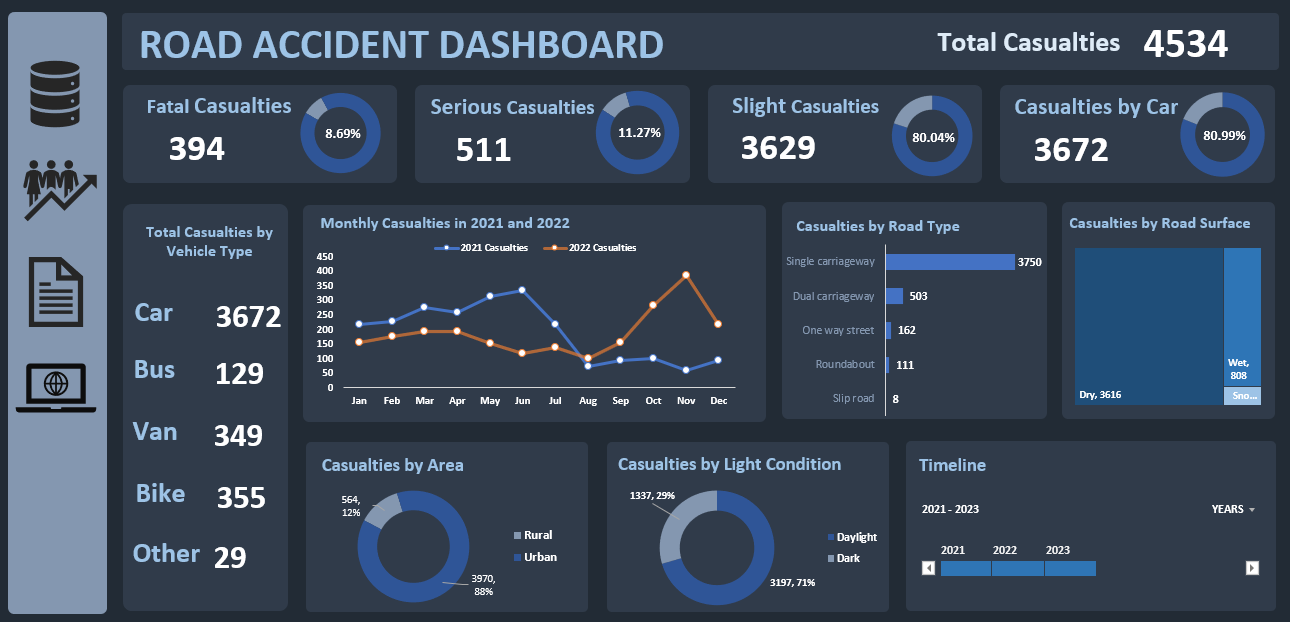 ROAD ACCIDENT DASHBOARD
Total Casualties 4534
Fatal Casualties
394
8.69%
Serious Casualties
511
11.27%
Slight Casualties
3629
80.04%
Casualties by Car
3672
80.99%
Total Casualties by
Vehicle Type
Car 3672
Bus 129
Van 349
Bike 355
Other 29
Monthly Casualties in 2021 and 2022
2021 Casualties 2022 Casualties
450
400
350
300
250
200
150
100
50
0
Jan Feb Mar Apr May Jun Jul Aug Sep Oct Nov Dec
Casualties by Road Type
Single carriageway 3750
Dual carriageway 503
One way street 162
Roundabout 111
Slip road 8
Casualties by Road Surface
Dry, 3616
Wet,
808
Sno...
Casualties by Area
564,
12%
Rural
Urban
3970,
88%
Casualties by Light Condition
1337, 29%
Daylight
Dark
3197, 71%
Timeline
2021 - 2023 YEARS
2021 2022 2023